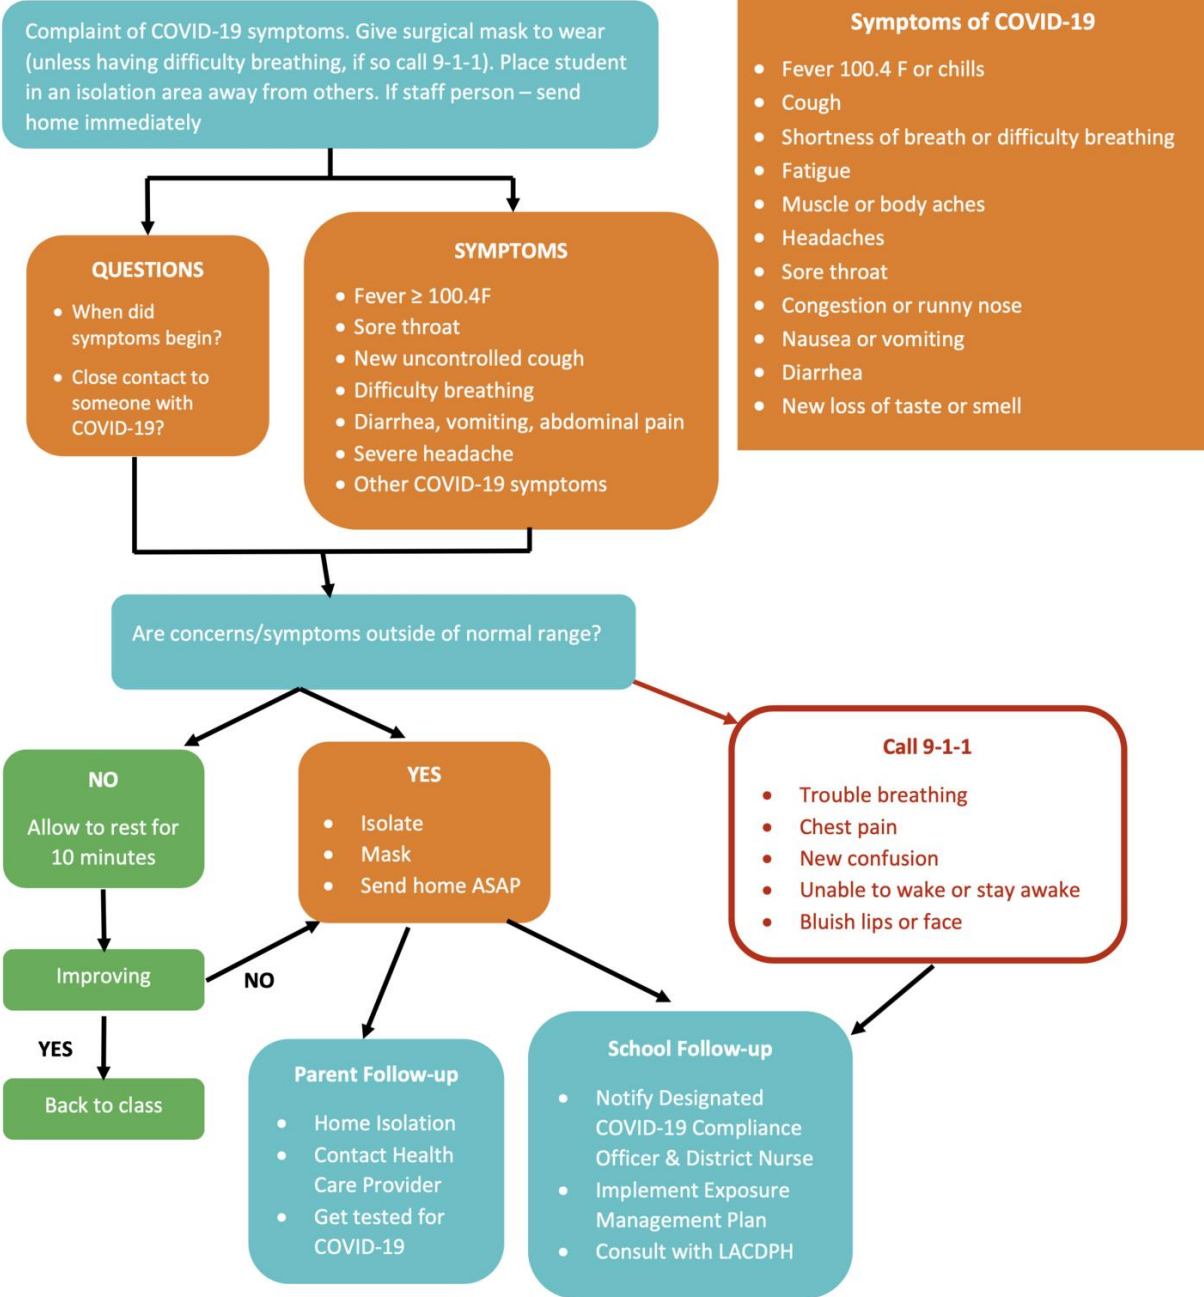 Complaint of COVID-19 symptoms. Give surgical mask to wear
(unless having difficulty breathing, if so call 9-1-1). Place student
in an isolation area away from others. If staff person – send
home immediately
Symptoms of COVID-19
• Fever 100.4 F or chills
• Cough
• Shortness of breath or difficulty breathing
• Fatigue
• Muscle or body aches
• Headaches
• Sore throat
• Congestion or runny nose
• Nausea or vomiting
• Diarrhea
• New loss of taste or smell
QUESTIONS
• When did
symptoms begin?
• Close contact to
someone with
COVID-19?
SYMPTOMS
• Fever ≥ 100.4F
• Sore throat
• New uncontrolled cough
• Difficulty breathing
• Diarrhea, vomiting, abdominal pain
• Severe headache
• Other COVID-19 symptoms
Are concerns/symptoms outside of normal range?
NO
Allow to rest for
10 minutes
YES
• Isolate
• Mask
• Send home ASAP
Call 9-1-1
• Trouble breathing
• Chest pain
• New confusion
• Unable to wake or stay awake
• Bluish lips or face
Improving
NO
YES
Back to class
Parent Follow-up
• Home Isolation
• Contact Health
Care Provider
• Get tested for
COVID-19
School Follow-up
• Notify Designated
COVID-19 Compliance
Officer & District Nurse
• Implement Exposure
Management Plan
• Consult with LACDPH